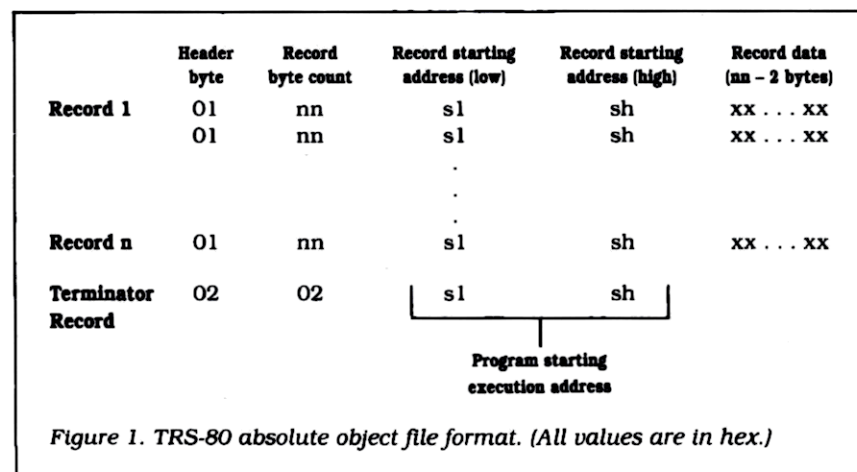 Header Record Record starting Record starting Record data
byte byte count address (low) address (high) (nn – 2 bytes)
Record 1 01 nn sl sh xx . . . xx
01 nn sl sh xx . . . xx
.
.
.
Record n 01 nn sl sh xx . . . xx
Terminator 02 02 sl sh
Record
Program starting
execution address
Figure 1. TRS-80 absolute object file format. (All values are in hex.)